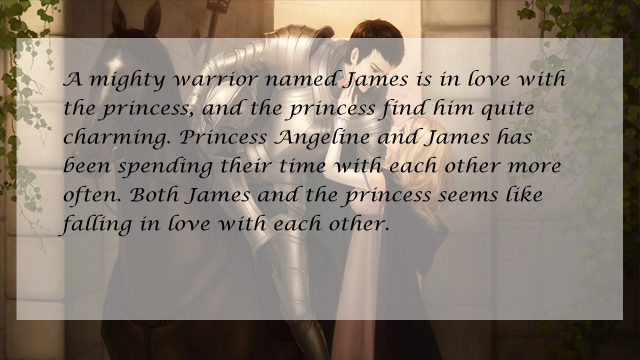 A mighty warrior named James is in love with
the princess, and the princess find him quite
charming. Princess Angeline and James has
been spending their time with each other more
often. Both James and the princess seems like
falling in love with each other.